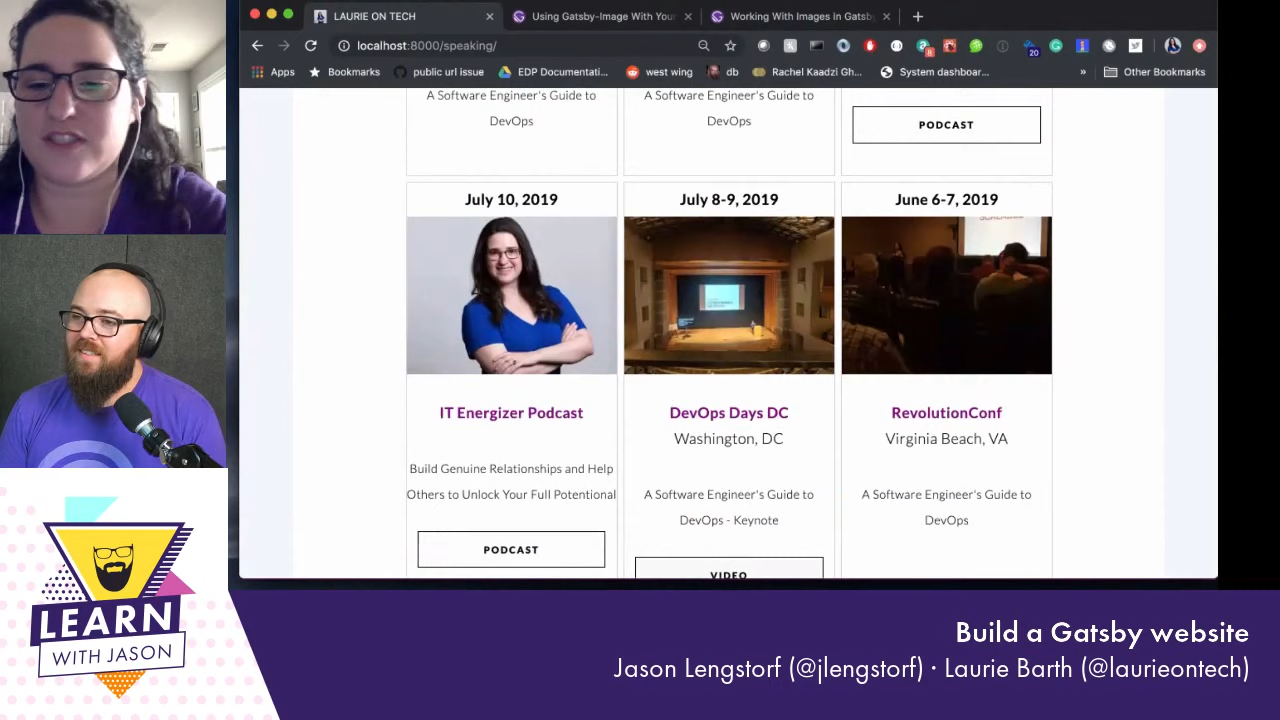 LAURIE ON TECH
Using Gatsby-Image With Your
Working With Images in Gatsby
localhost:8000/speaking/
20
Apps
Bookmarks
public url issue
EDP Documentati...
west wing
db
Rachel Kaadzi Gh...
System dashboar...
»
Other Bookmarks
A Software Engineer's Guide to
DevOps
A Software Engineer's Guide to
DevOps
PODCAST
July 10, 2019
July 8-9, 2019
June 6-7, 2019
IT Energizer Podcast
Build Genuine Relationships and Help
Others to Unlock Your Full Potentional
PODCAST
DevOps Days DC
Washington, DC
A Software Engineer's Guide to
DevOps - Keynote
VIDEO
RevolutionConf
Virginia Beach, VA
A Software Engineer's Guide to
DevOps
LEARN
WITH JASON
Build a Gatsby website
Jason Lengstorf (@jlengstorf) · Laurie Barth (@laurieontech)